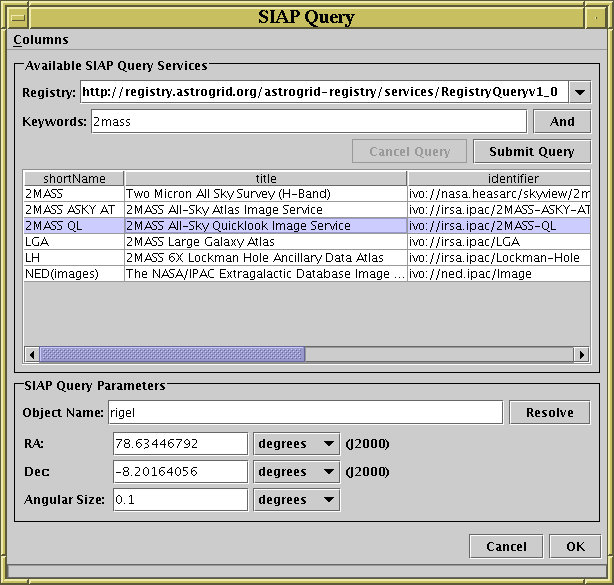 SIAP Query
Columns
Available SIAP Query Services
Registry: http://registry.astrogrid.org/astrogrid-registry/services/RegistryQueryv1_0
Keywords: 2mass And
Cancel Query Submit Query
shortName title identifier
2MASS Two Micron All Sky Survey (H-Band) ivo://nasa.heasarc/skyview/2m
2MASS ASKY AT 2MASS All-Sky Atlas Image Service ivo://irsa.ipac/2MASS-ASKY-AT
2MASS QL 2MASS All-Sky Quicklook Image Service ivo://irsa.ipac/2MASS-QL
LGA 2MASS Large Galaxy Atlas ivo://irsa.ipac/LGA
LH 2MASS 6X Lockman Hole Ancillary Data Atlas ivo://irsa.ipac/Lockman-Hole
NED(images) The NASA/IPAC Extragalactic Database Image ... ivo://ned.ipac/Image
SIAP Query Parameters
Object Name: rigel Resolve
RA: 78.63446792 degrees (J2000)
Dec: -8.20164056 degrees (J2000)
Angular Size: 0.1 degrees
Cancel OK